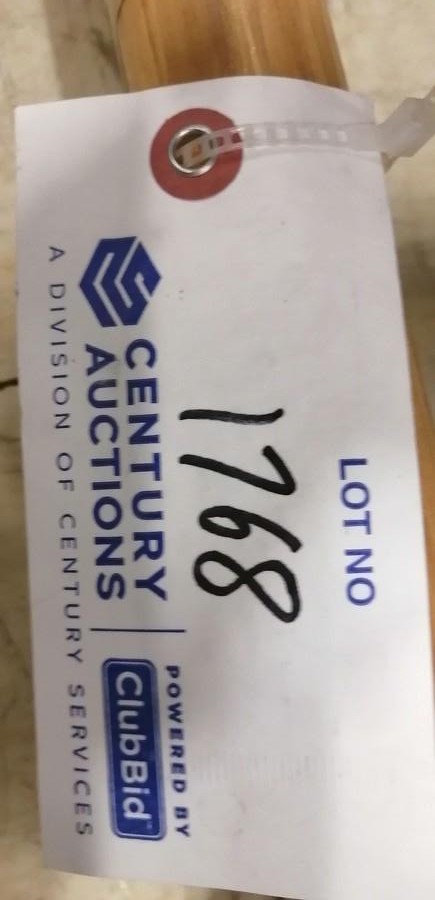 LOT NO
1768
CENTURY
AUCTIONS
A DIVISION OF CENTURY SERVICES
POWERED BY
ClubBid